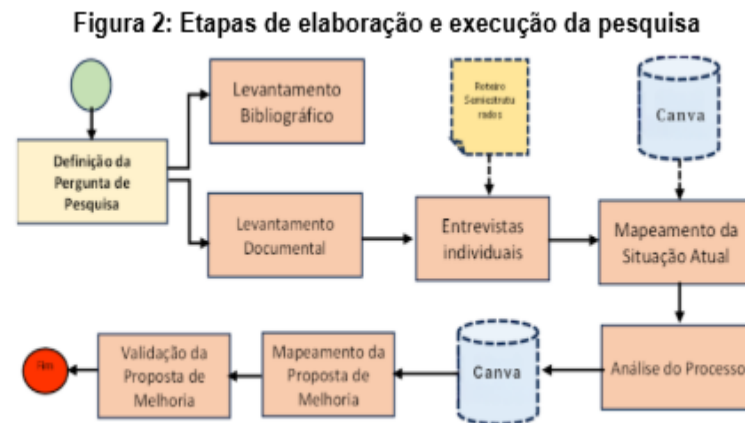 Figura 2: Etapas de elaboração e execução da pesquisa
Levantamento
Bibliográfico
Roteiro
Semiestrutu
rados
Canva
Definição da
Pergunta de
Pesquisa
Levantamento
Documental
Entrevistas
individuais
Mapeamento da
Situação Atual
Análise do Processo
Canva
Mapeamento da
Proposta de
Melhoria
Validação da
Proposta de
Melhoria
Fim